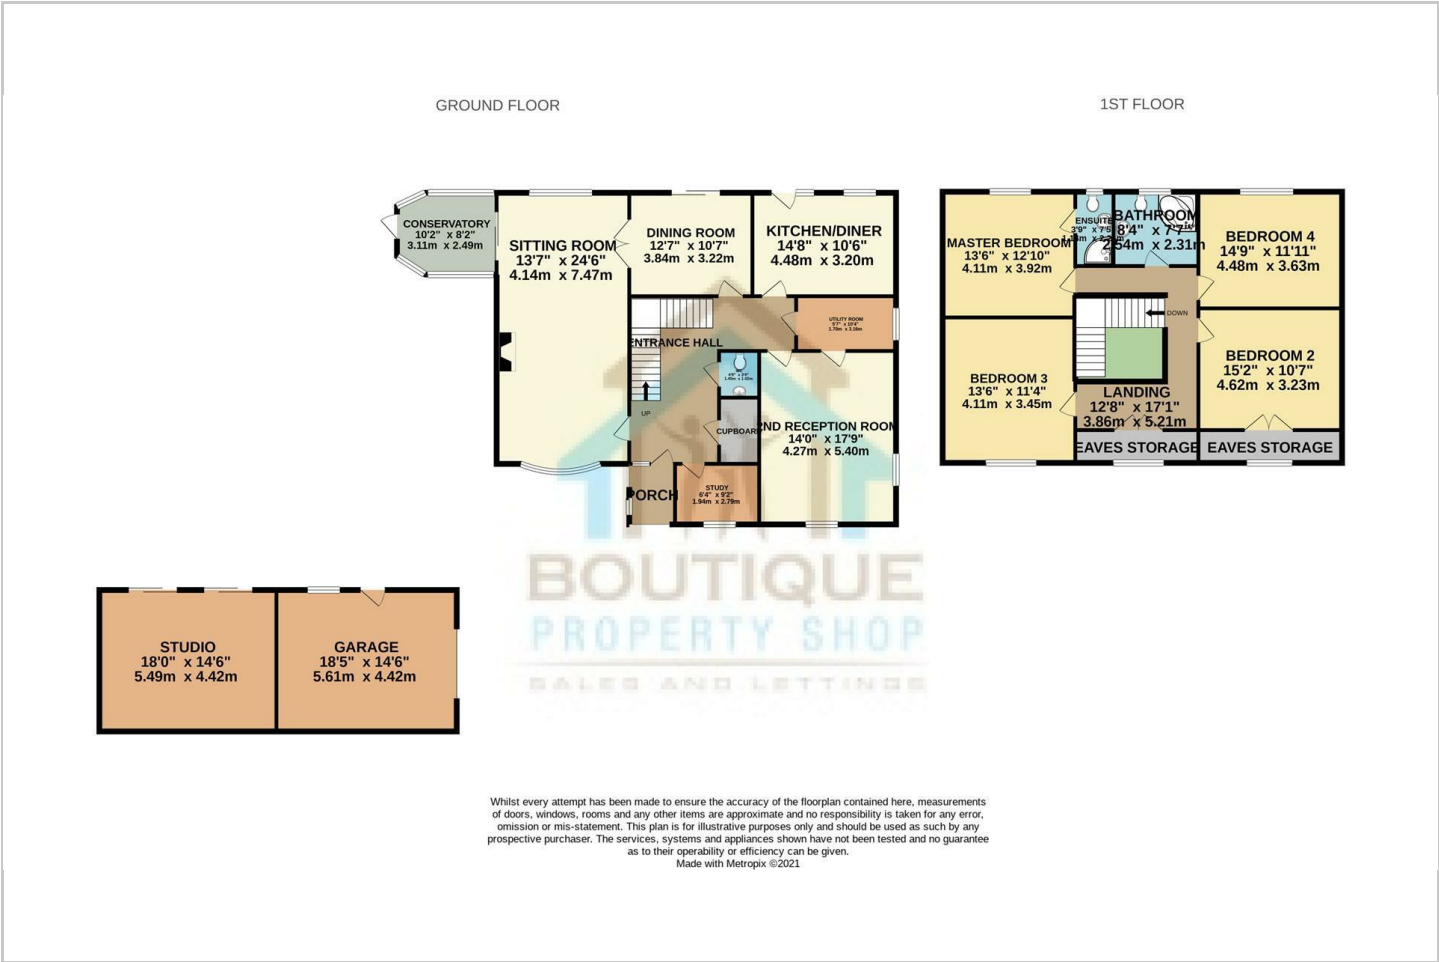 GROUND FLOOR
1ST FLOOR
CONSERVATORY
10'2" x 8'2"
3.11m x 2.49m
SITTING ROOM
13'7" x 24'6"
4.14m x 7.47m
DINING ROOM
12'7" x 10'7"
3.84m x 3.22m
KITCHEN/DINER
14'8" x 10'6"
4.48m x 3.20m
UTILITY ROOM
5'7" x 10'4"
1.70m x 3.16m
ENTRANCE HALL
UP
CUPBOARD
2ND RECEPTION ROOM
14'0" x 17'9"
4.27m x 5.40m
PORCH
STUDY
6'4" x 9'2"
1.94m x 2.79m
MASTER BEDROOM
13'6" x 12'10"
4.11m x 3.92m
ENSUITE
3'9" x 7'5"
BATHROOM
8'4" x 7'7"
2.54m x 2.31m
BEDROOM 4
14'9" x 11'11"
4.48m x 3.63m
DOWN
BEDROOM 3
13'6" x 11'4"
4.11m x 3.45m
BEDROOM 2
15'2" x 10'7"
4.62m x 3.23m
LANDING
12'8" x 17'1"
3.86m x 5.21m
EAVES STORAGE
EAVES STORAGE
BOUTIQUE
PROPERTY SHOP
SALES AND LETTINGS
STUDIO
18'0" x 14'6"
5.49m x 4.42m
GARAGE
18'5" x 14'6"
5.61m x 4.42m
Whilst every attempt has been made to ensure the accuracy of the floorplan contained here, measurements
of doors, windows, rooms and any other items are approximate and no responsibility is taken for any error,
omission or mis-statement. This plan is for illustrative purposes only and should be used as such by any
prospective purchaser. The services, systems and appliances shown have not been tested and no guarantee
as to their operability or efficiency can be given.
Made with Metropix ©2021